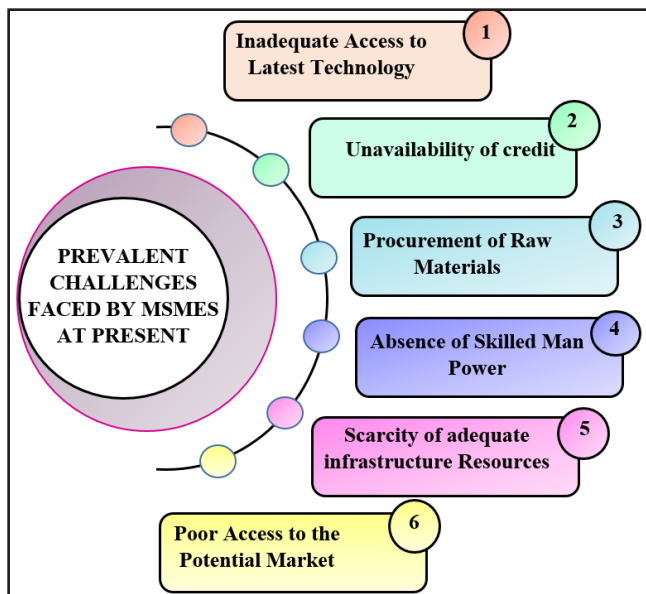 PREVALENT
CHALLENGES
FACED BY MSMES
AT PRESENT
1
Inadequate Access to
Latest Technology
2
Unavailability of credit
3
Procurement of Raw
Materials
4
Absence of Skilled Man
Power
5
Scarcity of adequate
infrastructure Resources
6
Poor Access to the
Potential Market